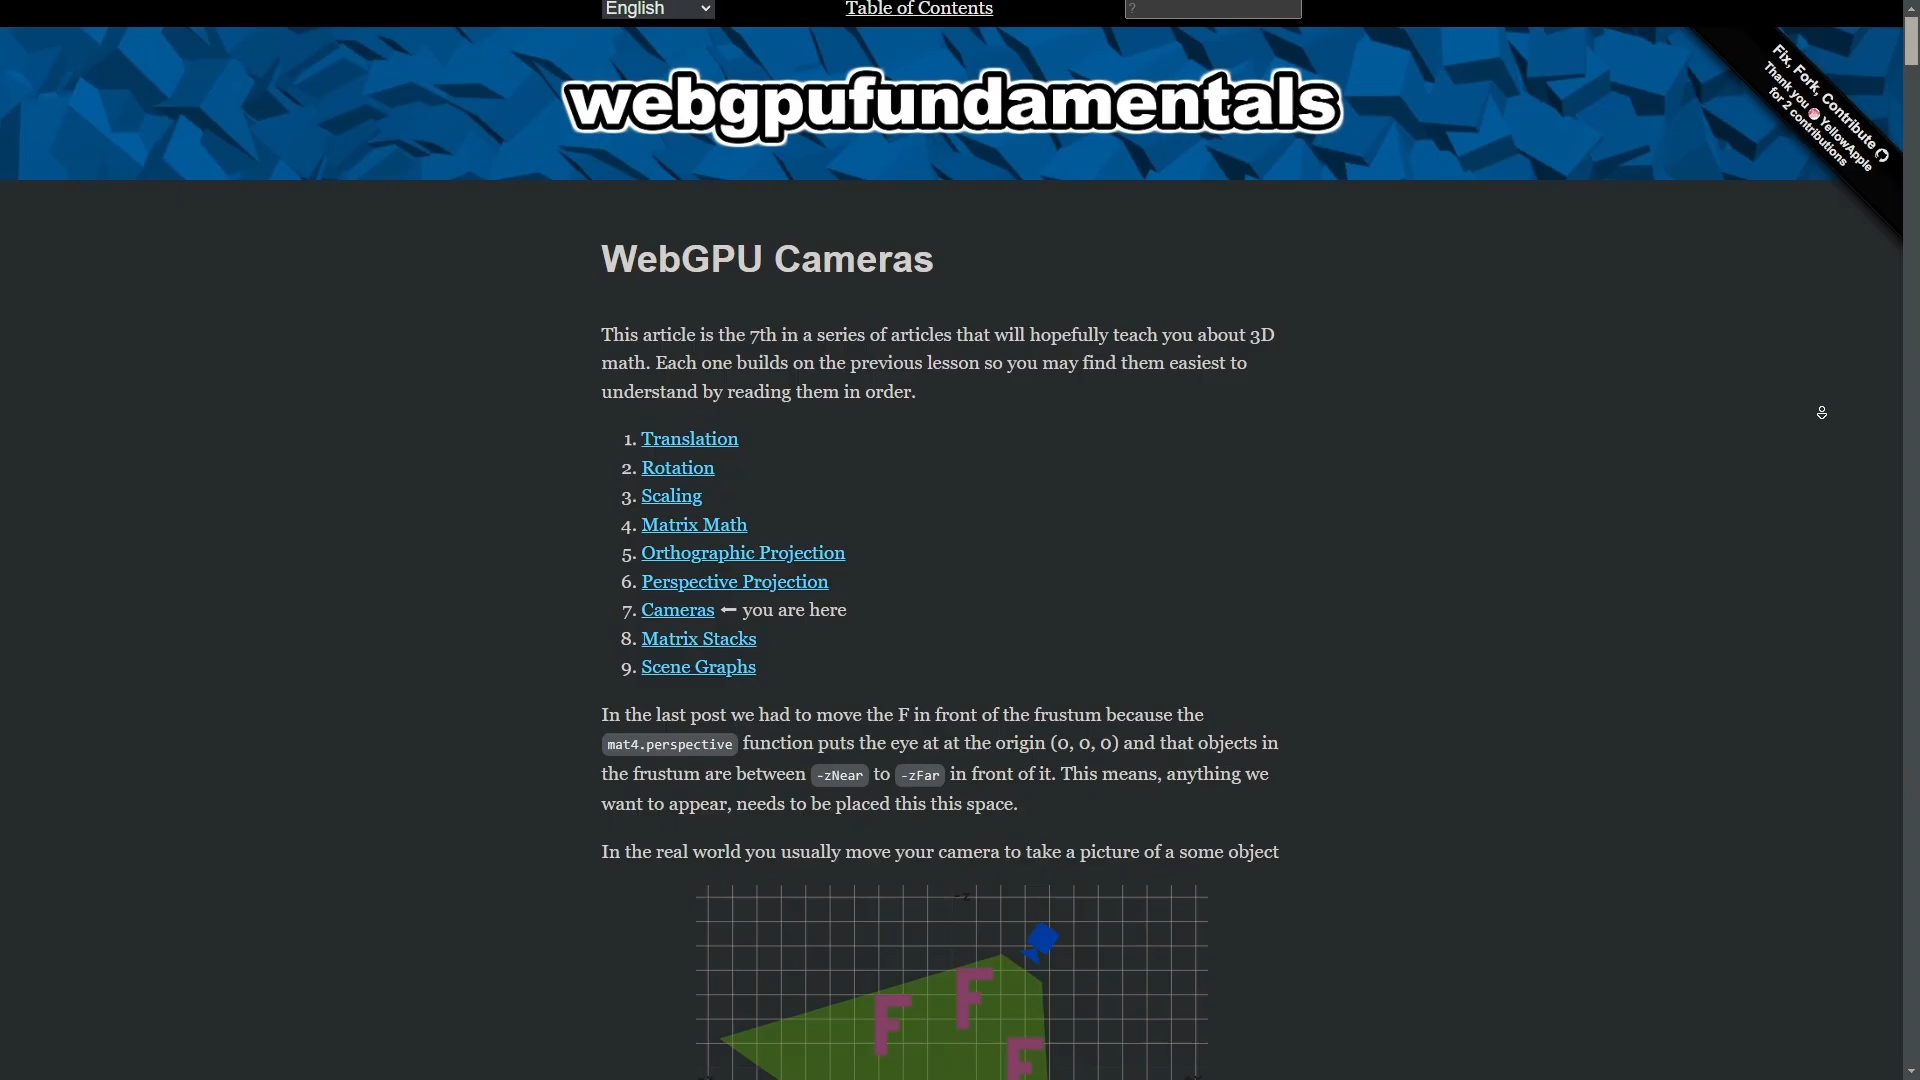 English
Table of Contents
?
webgpufundamentals
Fix, Fork, Contribute
Thank you YellowApple
for 2 contributions
WebGPU Cameras
This article is the 7th in a series of articles that will hopefully teach you about 3D
math. Each one builds on the previous lesson so you may find them easiest to
understand by reading them in order.
1. Translation
2. Rotation
3. Scaling
4. Matrix Math
5. Orthographic Projection
6. Perspective Projection
7. Cameras ⬅ you are here
8. Matrix Stacks
9. Scene Graphs
In the last post we had to move the F in front of the frustum because the
mat4.perspective function puts the eye at at the origin (0, 0, 0) and that objects in
the frustum are between -zNear to -zFar in front of it. This means, anything we
want to appear, needs to be placed this this space.
In the real world you usually move your camera to take a picture of a some object
-Z
F
F
F